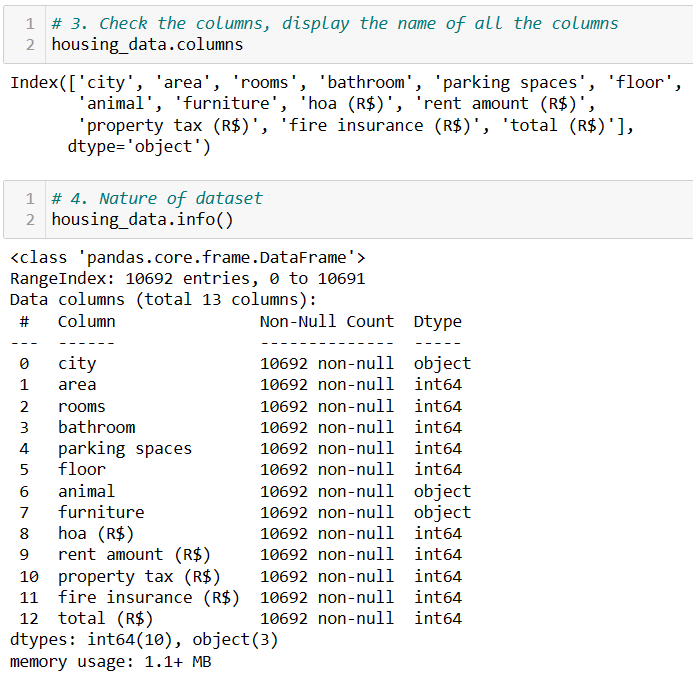 1 # 3. Check the columns, display the name of all the columns
2 housing_data.columns
Index(['city', 'area', 'rooms', 'bathroom', 'parking spaces', 'floor',
       'animal', 'furniture', 'hoa (R$)', 'rent amount (R$)',
       'property tax (R$)', 'fire insurance (R$)', 'total (R$)'],
      dtype='object')
1 # 4. Nature of dataset
2 housing_data.info()
<class 'pandas.core.frame.DataFrame'>
RangeIndex: 10692 entries, 0 to 10691
Data columns (total 13 columns):
 #   Column               Non-Null Count  Dtype
---  ------               --------------  -----
 0   city                 10692 non-null  object
 1   area                 10692 non-null  int64
 2   rooms                10692 non-null  int64
 3   bathroom             10692 non-null  int64
 4   parking spaces       10692 non-null  int64
 5   floor                10692 non-null  int64
 6   animal               10692 non-null  object
 7   furniture            10692 non-null  object
 8   hoa (R$)             10692 non-null  int64
 9   rent amount (R$)     10692 non-null  int64
 10  property tax (R$)    10692 non-null  int64
 11  fire insurance (R$)  10692 non-null  int64
 12  total (R$)           10692 non-null  int64
dtypes: int64(10), object(3)
memory usage: 1.1+ MB